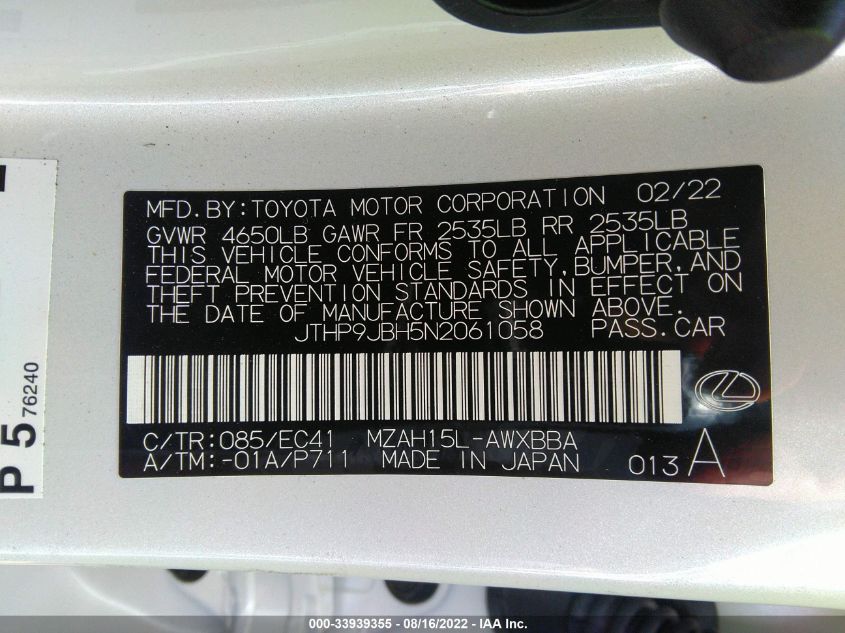 MFD.BY:TOYOTA MOTOR CORPORATION 02/22
GVWR 4650LB GAWR FR 2535LB RR 2535LB
THIS VEHICLE CONFORMS TO ALL APPLICABLE
FEDERAL MOTOR VEHICLE SAFETY,BUMPER,AND
THEFT PREVENTION STANDARDS IN EFFECT ON
THE DATE OF MANUFACTURE SHOWN ABOVE.
JTHP9JBH5N2061058 PASS.CAR
C/TR:085/EC41 MZAH15L-AWXBBA
A/TM:-01A/P711 MADE IN JAPAN 013 A
P 5 76240
000-33939355 - 08/16/2022 - IAA Inc.